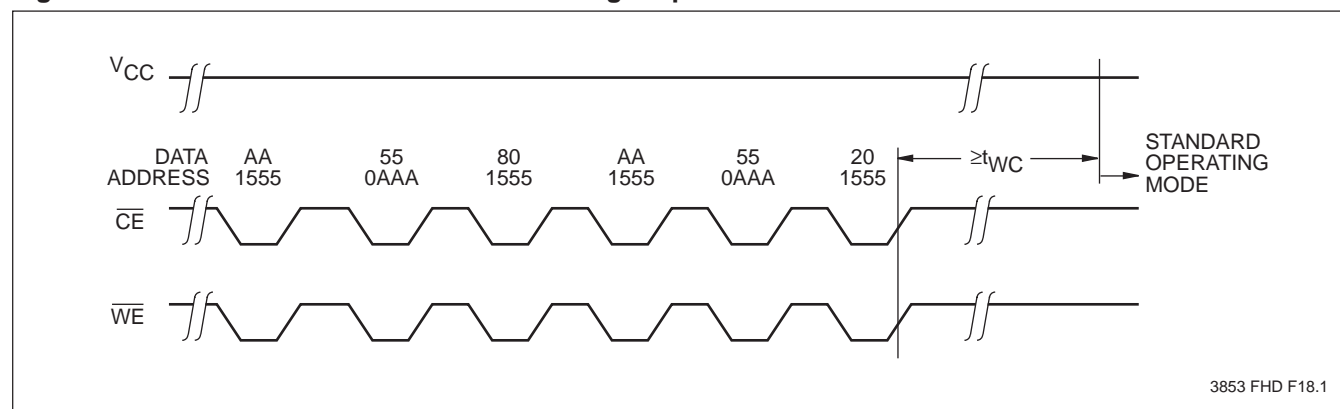 VCC
DATA AA 55 80 AA 55 20
ADDRESS 1555 0AAA 1555 1555 0AAA 1555
≥tWC
STANDARD
OPERATING
MODE
CE
WE
3853 FHD F18.1